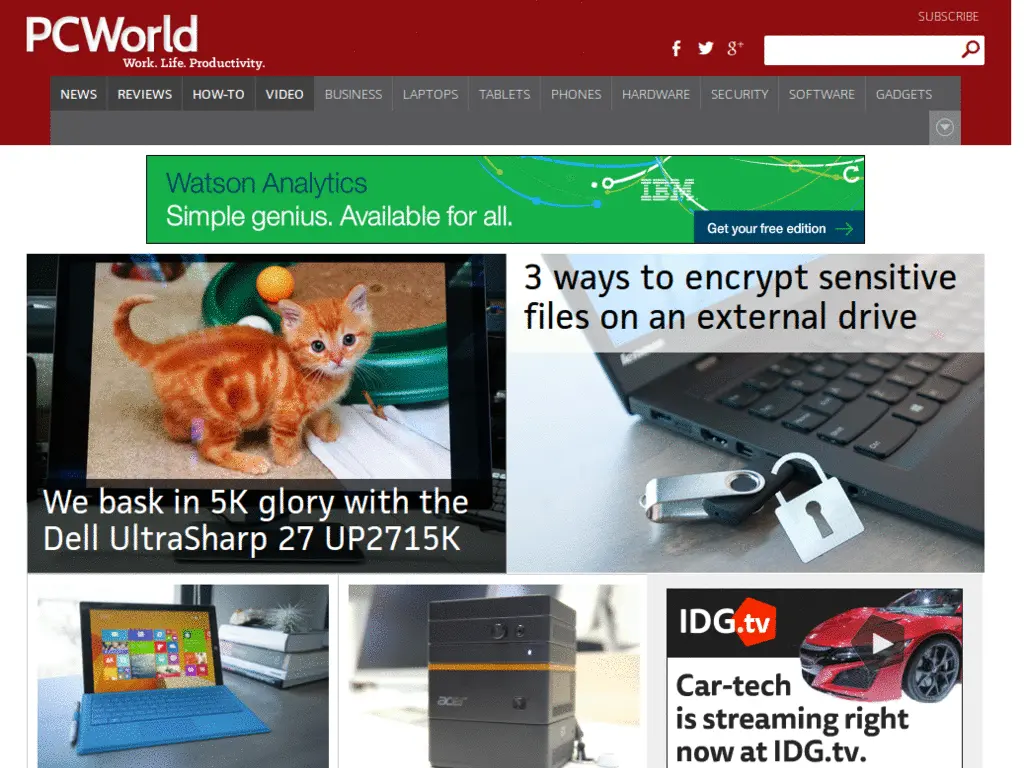 PCWorld
Work. Life. Productivity.
SUBSCRIBE
NEWS REVIEWS HOW-TO VIDEO BUSINESS LAPTOPS TABLETS PHONES HARDWARE SECURITY SOFTWARE GADGETS
Watson Analytics
Simple genius. Available for all.
IBM
Get your free edition
We bask in 5K glory with the
Dell UltraSharp 27 UP2715K
3 ways to encrypt sensitive
files on an external drive
acer
IDG.tv
Car-tech
is streaming right
now at IDG.tv.